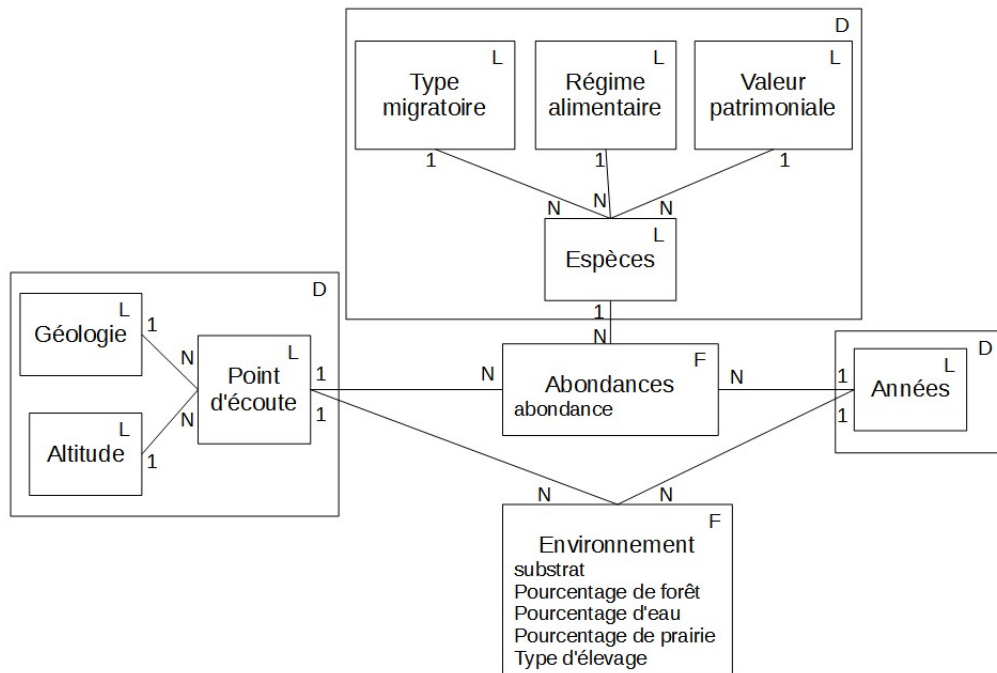 D
L
Type
migratoire
L
Régime
alimentaire
L
Valeur
patrimoniale
1
1
1
N
N
N
L
Espèces
1
N
D
L
Géologie
1
N
L
Point
d'écoute
1
1
N
L
Altitude
1
N
F
Abondances
abondance
N
D
L
Années
1
1
N
N
F
Environnement
substrat
Pourcentage de forêt
Pourcentage d'eau
Pourcentage de prairie
Type d'élevage